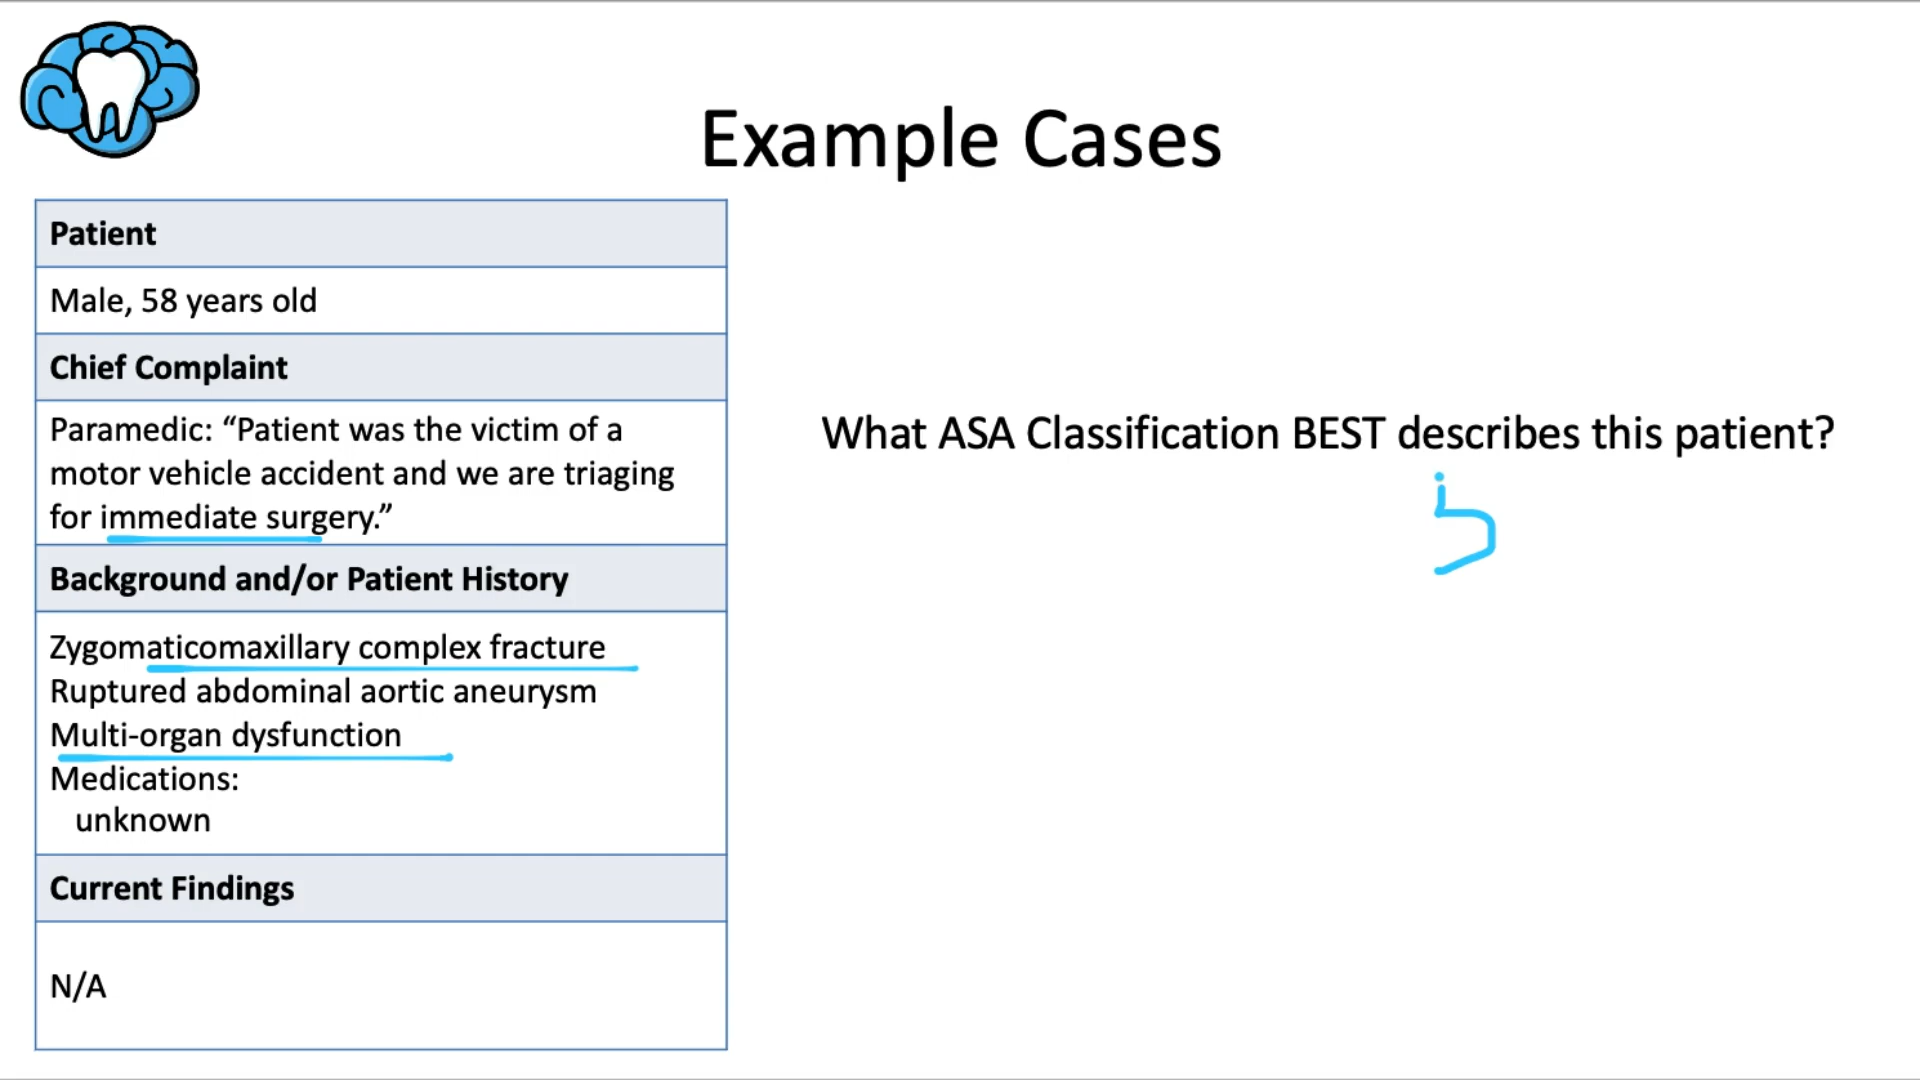 Example Cases
Patient
Male, 58 years old
Chief Complaint
Paramedic: “Patient was the victim of a
motor vehicle accident and we are triaging
for immediate surgery.”
Background and/or Patient History
Zygomaticomaxillary complex fracture
Ruptured abdominal aortic aneurysm
Multi-organ dysfunction
Medications:
unknown
Current Findings
N/A
What ASA Classification BEST describes this patient?
5